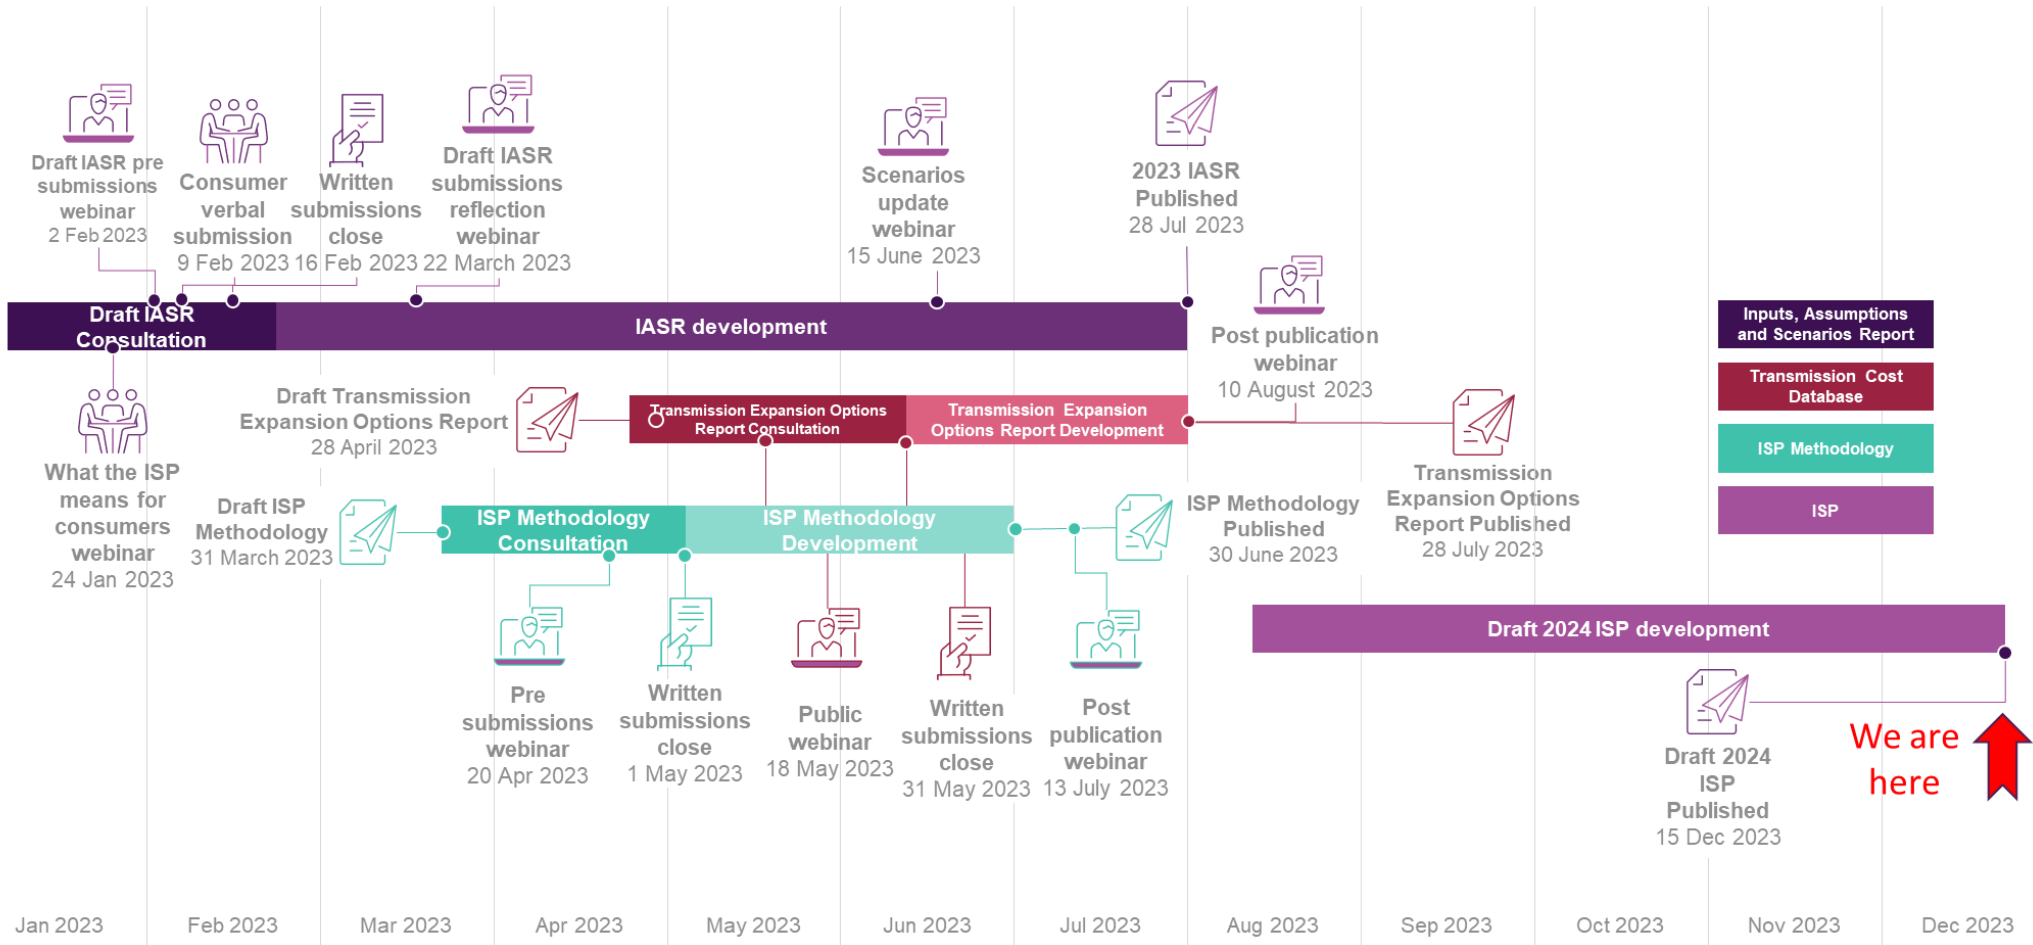 Draft IASR pre
submissions
webinar
2 Feb 2023
Consumer
verbal
submission
9 Feb 2023
Written
submissions
close
16 Feb 2023
Draft IASR
submissions
reflection
webinar
22 March 2023
Scenarios
update
webinar
15 June 2023
2023 IASR
Published
28 Jul 2023
Draft IASR
Consultation
IASR development
Post publication
webinar
10 August 2023
Inputs, Assumptions
and Scenarios Report
Transmission Cost
Database
ISP Methodology
ISP
What the ISP
means for
consumers
webinar
24 Jan 2023
Draft Transmission
Expansion Options Report
28 April 2023
Transmission Expansion Options
Report Consultation
Transmission Expansion
Options Report Development
Transmission
Expansion Options
Report Published
28 July 2023
Draft ISP
Methodology
31 March 2023
ISP Methodology
Consultation
ISP Methodology
Development
ISP Methodology
Published
30 June 2023
Pre
submissions
webinar
20 Apr 2023
Written
submissions
close
1 May 2023
Public
webinar
18 May 2023
Written
submissions
close
31 May 2023
Post
publication
webinar
13 July 2023
Draft 2024 ISP development
Draft 2024
ISP
Published
15 Dec 2023
We are
here
Jan 2023
Feb 2023
Mar 2023
Apr 2023
May 2023
Jun 2023
Jul 2023
Aug 2023
Sep 2023
Oct 2023
Nov 2023
Dec 2023